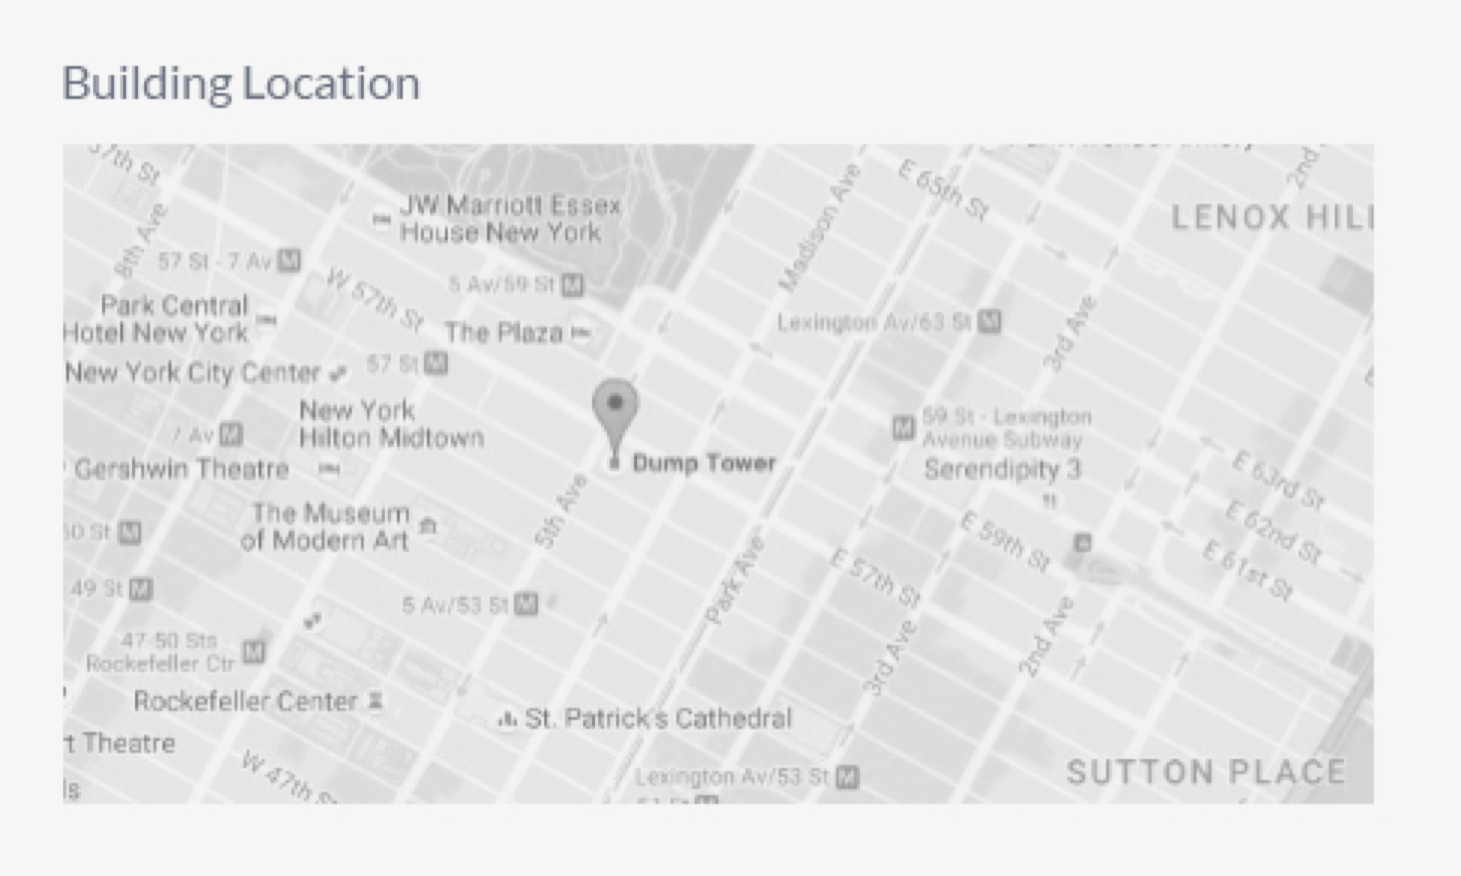 Building Location
57th St
8th Ave
57 St - 7 Av M
JW Marriott Essex
House New York
Madison Ave
E 65th St
2nd
LENOX HILL
Park Central
Hotel New York
W 57th St
5 Av/59 St M
The Plaza
Lexington Av/63 St M
3rd Ave
New York City Center
57 St M
New York
Hilton Midtown
7 Av M
Gershwin Theatre
Dump Tower
M 59 St - Lexington
Avenue Subway
Serendipity 3
E 63rd St
E 62nd St
E 61st St
The Museum
of Modern Art
5th Ave
50 St M
E 59th St
49 St M
5 Av/53 St M
Park Ave
E 57th St
3rd Ave
2nd Ave
47-50 Sts -
Rockefeller Ctr M
Rockefeller Center
St. Patrick's Cathedral
t Theatre
ls
W 47th St
Lexington Av/53 St M
SUTTON PLACE